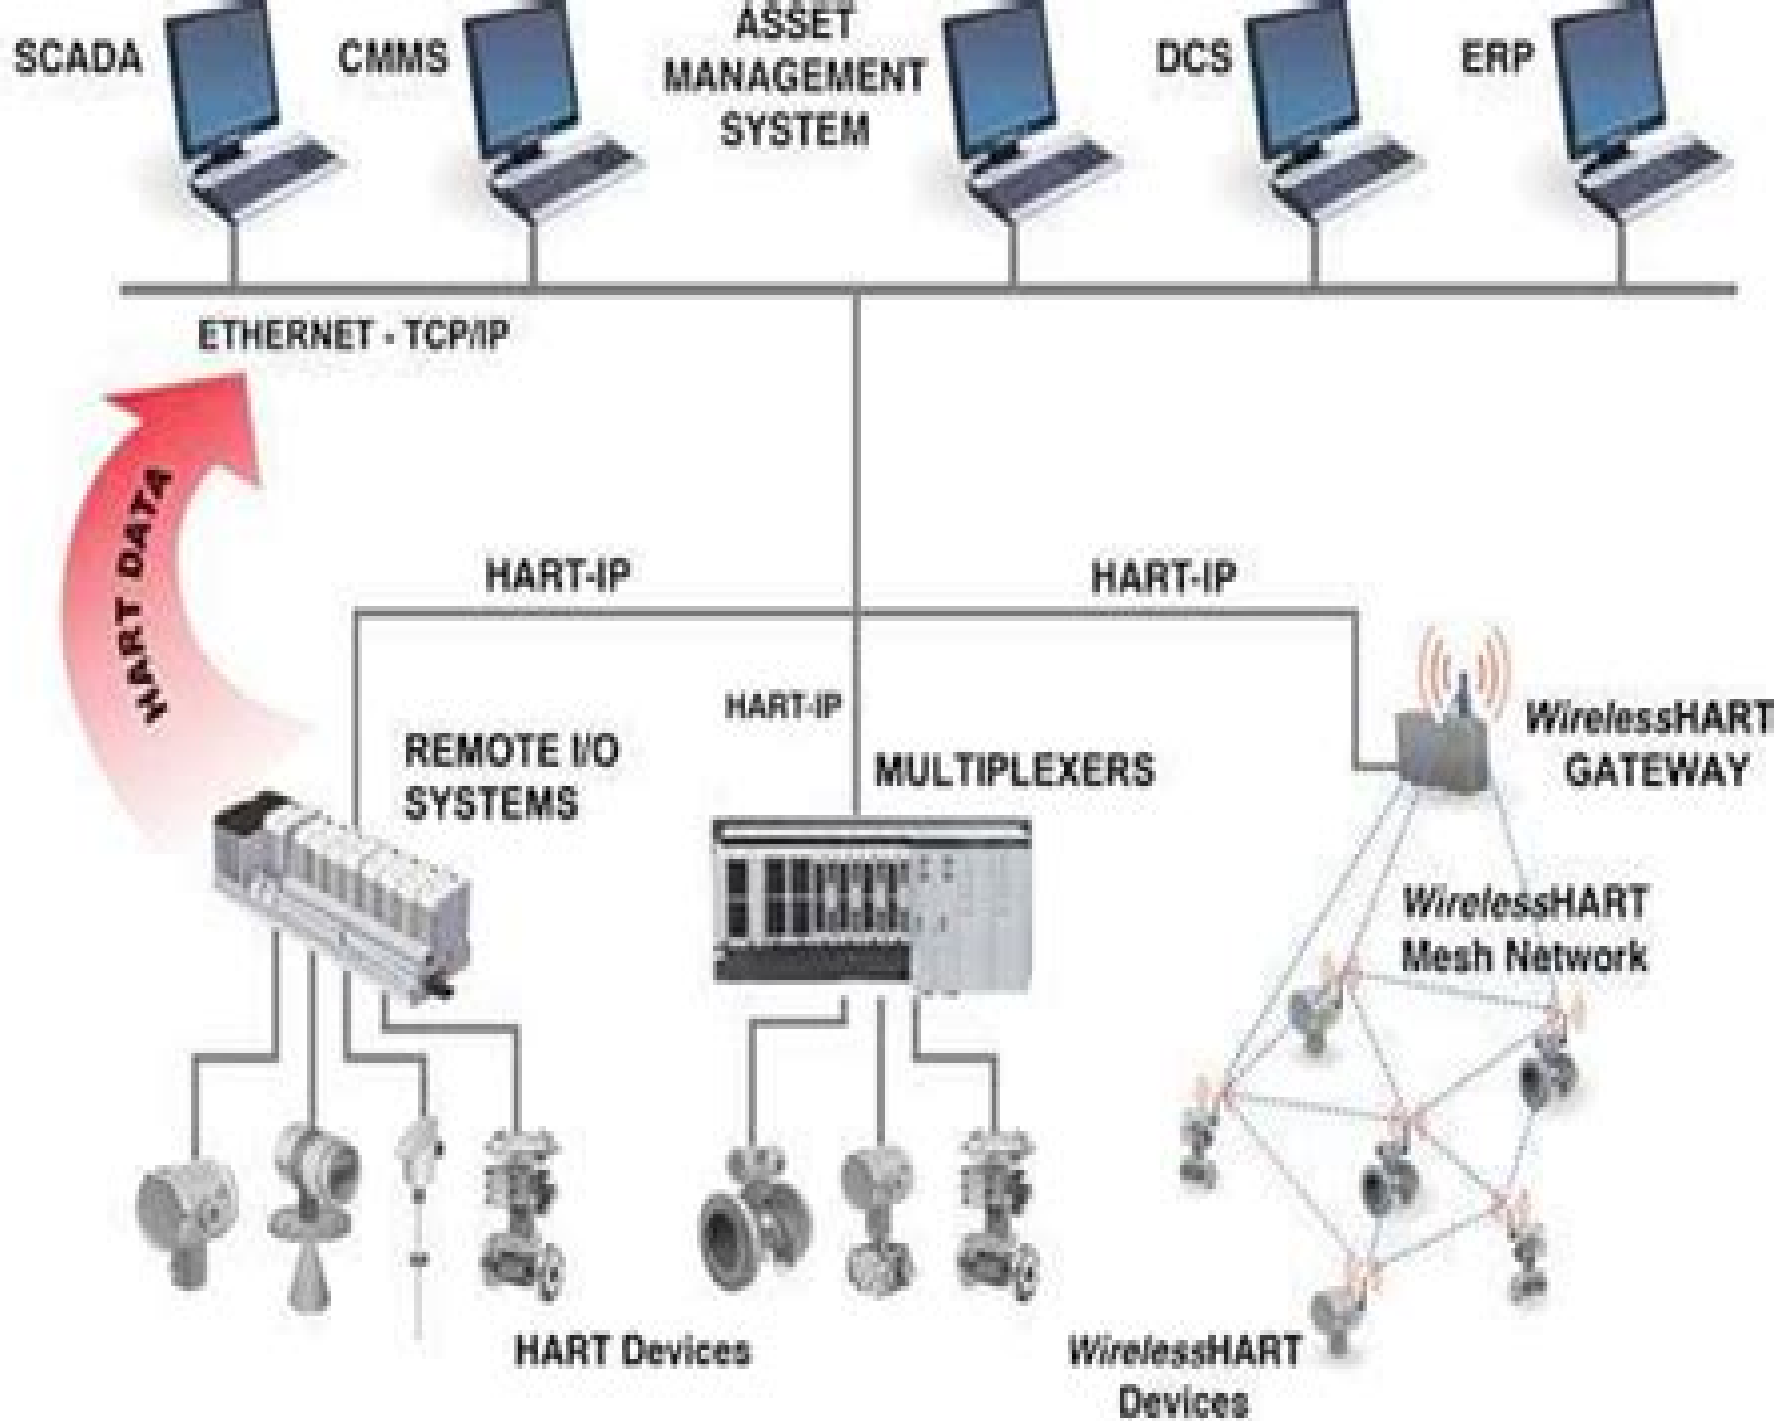 SCADA
CMMS
ASSET
MANAGEMENT
SYSTEM
DCS
ERP
ETHERNET - TCP/IP
HART DATA
HART-IP
HART-IP
HART-IP
REMOTE I/O
SYSTEMS
MULTIPLEXERS
WirelessHART
GATEWAY
WirelessHART
Mesh Network
HART Devices
WirelessHART
Devices